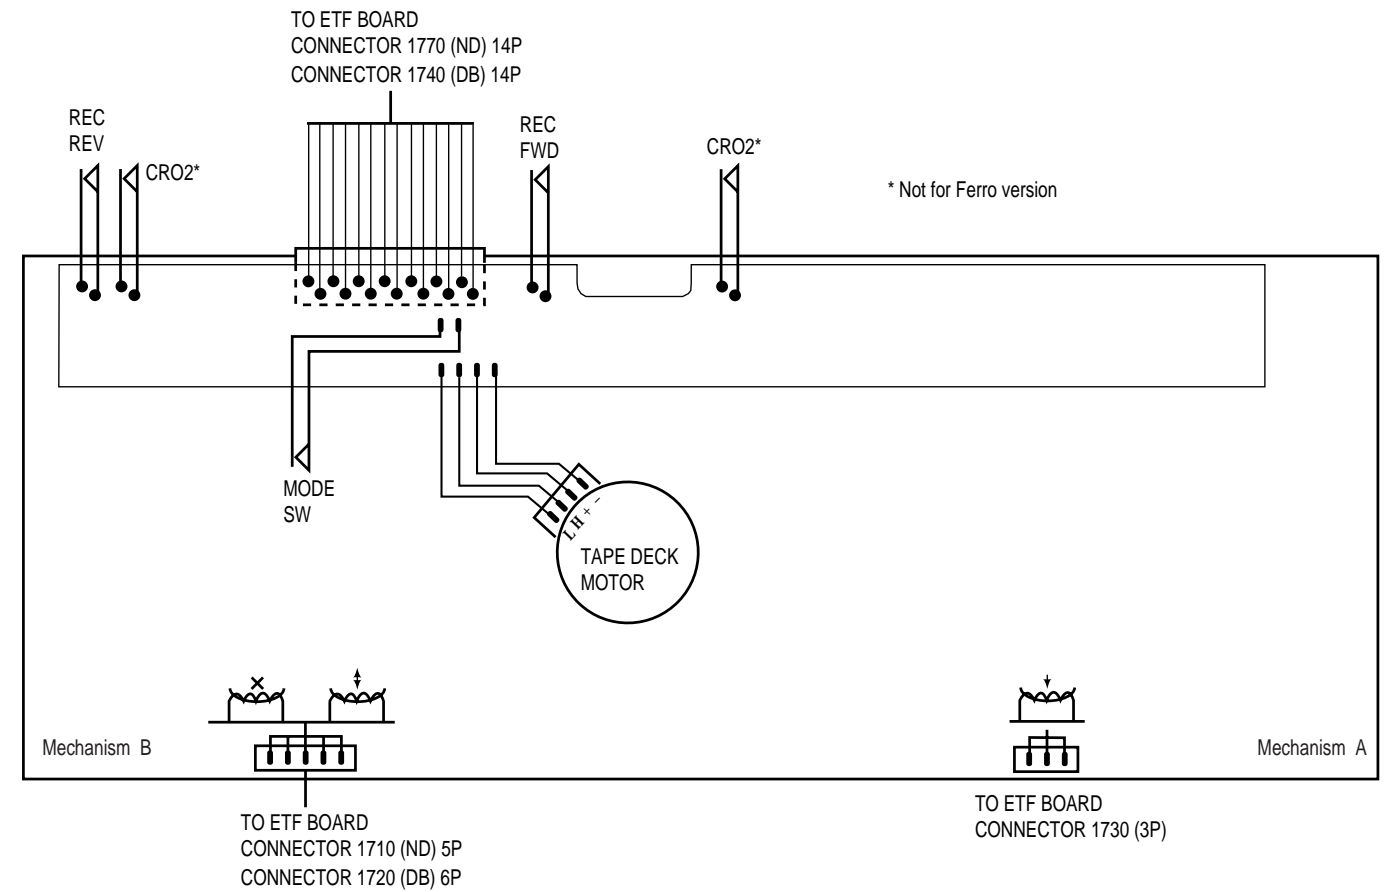 TO ETF BOARD
CONNECTOR 1770 (ND) 14P
CONNECTOR 1740 (DB) 14P
REC
REV
CRO2*
REC
FWD
CRO2*
* Not for Ferro version
MODE
SW
L H + −
TAPE DECK
MOTOR
Mechanism B
Mechanism A
TO ETF BOARD
CONNECTOR 1710 (ND) 5P
CONNECTOR 1720 (DB) 6P
TO ETF BOARD
CONNECTOR 1730 (3P)